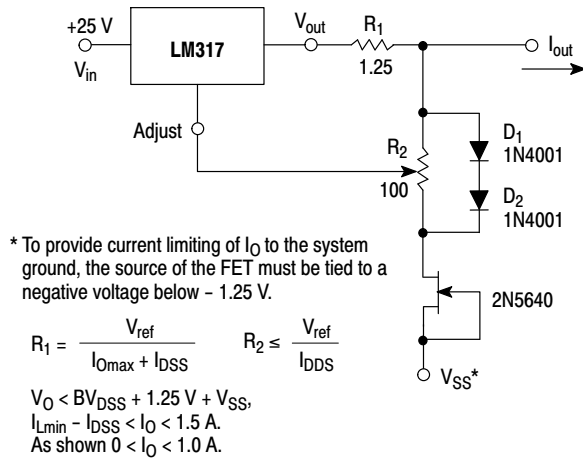 +25 V
V_in
LM317
V_out
R_1
1.25
I_out
Adjust
R_2
100
D_1
1N4001
D_2
1N4001
2N5640
V_SS*
* To provide current limiting of I_O to the system
ground, the source of the FET must be tied to a
negative voltage below – 1.25 V.
R_1 = V_ref / (I_Omax + I_DSS)
R_2 ≤ V_ref / I_DDS
V_O < BV_DSS + 1.25 V + V_SS,
I_Lmin – I_DSS < I_O < 1.5 A.
As shown 0 < I_O < 1.0 A.